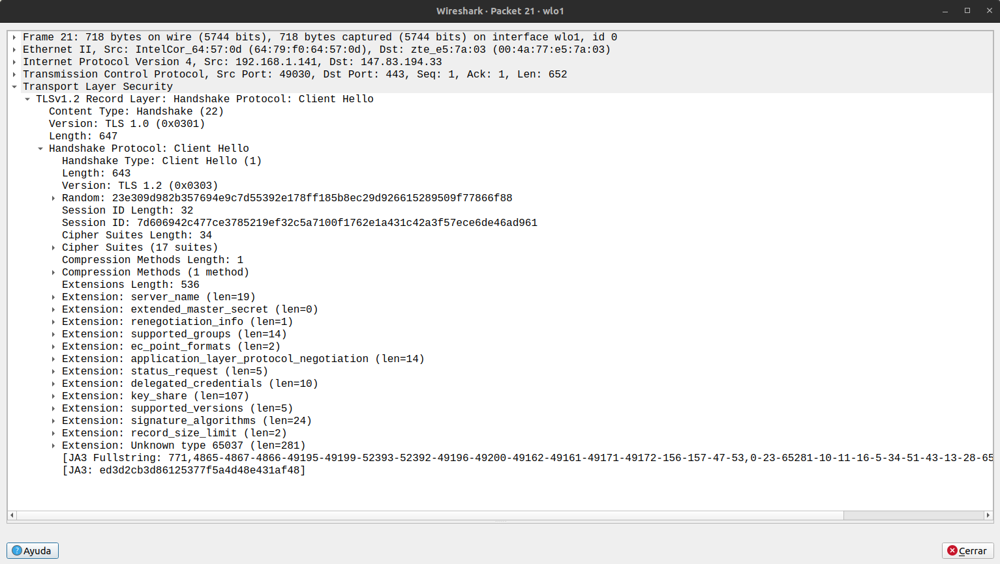 Wireshark · Packet 21 · wlo1
Frame 21: 718 bytes on wire (5744 bits), 718 bytes captured (5744 bits) on interface wlo1, id 0
Ethernet II, Src: IntelCor_64:57:0d (64:79:f0:64:57:0d), Dst: zte_e5:7a:03 (00:4a:77:e5:7a:03)
Internet Protocol Version 4, Src: 192.168.1.141, Dst: 147.83.194.33
Transmission Control Protocol, Src Port: 49030, Dst Port: 443, Seq: 1, Ack: 1, Len: 652
Transport Layer Security
TLSv1.2 Record Layer: Handshake Protocol: Client Hello
Content Type: Handshake (22)
Version: TLS 1.0 (0x0301)
Length: 647
Handshake Protocol: Client Hello
Handshake Type: Client Hello (1)
Length: 643
Version: TLS 1.2 (0x0303)
Random: 23e309d982b357694e9c7d55392e178ff185b8ec29d926615289509f77866f88
Session ID Length: 32
Session ID: 7d606942c477ce3785219ef32c5a7100f1762e1a431c42a3f57ece6de46ad961
Cipher Suites Length: 34
Cipher Suites (17 suites)
Compression Methods Length: 1
Compression Methods (1 method)
Extensions Length: 536
Extension: server_name (len=19)
Extension: extended_master_secret (len=0)
Extension: renegotiation_info (len=1)
Extension: supported_groups (len=14)
Extension: ec_point_formats (len=2)
Extension: application_layer_protocol_negotiation (len=14)
Extension: status_request (len=5)
Extension: delegated_credentials (len=10)
Extension: key_share (len=107)
Extension: supported_versions (len=5)
Extension: signature_algorithms (len=24)
Extension: record_size_limit (len=2)
Extension: Unknown type 65037 (len=281)
[JA3 Fullstring: 771,4865-4867-4866-49195-49199-52393-52392-49196-49200-49162-49161-49171-49172-156-157-47-53,0-23-65281-10-11-16-5-34-51-43-13-28-65
[JA3: ed3d2cb3d86125377f5a4d48e431af48]
Ayuda
Cerrar